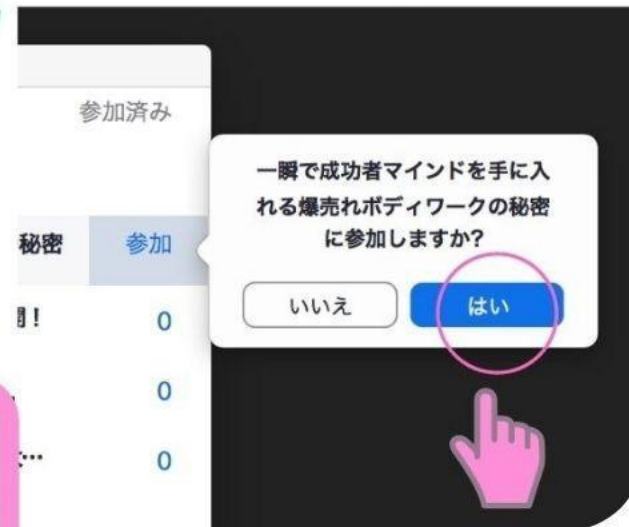 参加済み
一瞬で成功者マインドを手に入
れる爆売れボディワークの秘密
に参加しますか?
いいえ
はい
秘密
参加
!
0
0
…
0